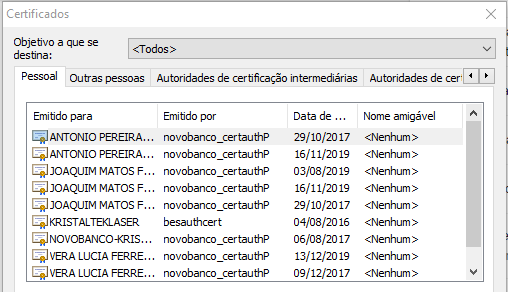 Certificados
Objetivo a que se
destina:
<Todos>
Pessoal Outras pessoas Autoridades de certificação intermediárias Autoridades de cert
Emitido para Emitido por Data de ... Nome amigável
ANTONIO PEREIRA... novobanco_certauthP 29/10/2017 <Nenhum>
ANTONIO PEREIRA... novobanco_certauthP 16/11/2019 <Nenhum>
JOAQUIM MATOS F... novobanco_certauthP 03/08/2019 <Nenhum>
JOAQUIM MATOS F... novobanco_certauthP 16/11/2019 <Nenhum>
JOAQUIM MATOS F... novobanco_certauthP 29/10/2017 <Nenhum>
KRISTALTEKLASER besauthcert 04/08/2016 <Nenhum>
NOVOBANCO-KRIS... novobanco_certauthP 06/08/2017 <Nenhum>
VERA LUCIA FERRE... novobanco_certauthP 13/12/2019 <Nenhum>
VERA LUCIA FERRE... novobanco_certauthP 09/12/2017 <Nenhum>